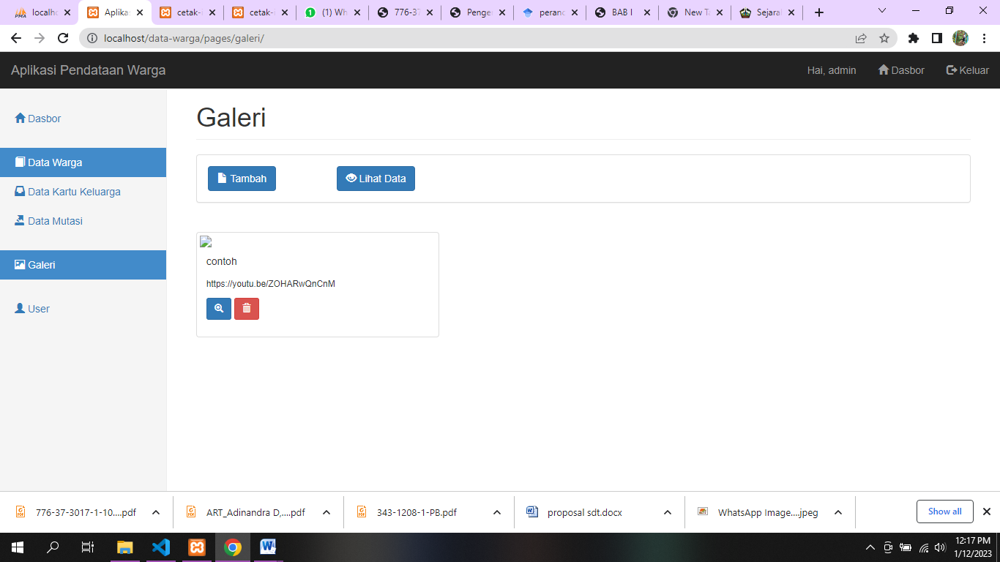 localho
Aplikas
cetak-
cetak-
(1) Wh
776-37
Penge
peranc
BAB I
New Ta
Sejaral
localhost/data-warga/pages/galeri/
Aplikasi Pendataan Warga
Hai, admin
Dasbor
Keluar
Dasbor
Data Warga
Data Kartu Keluarga
Data Mutasi
Galeri
User
Galeri
Tambah
Lihat Data
contoh
https://youtu.be/ZOHARwQnCnM
776-37-3017-1-10....pdf
ART_Adinandra D,....pdf
343-1208-1-PB.pdf
proposal sdt.docx
WhatsApp Image....jpeg
Show all
12:17 PM
1/12/2023